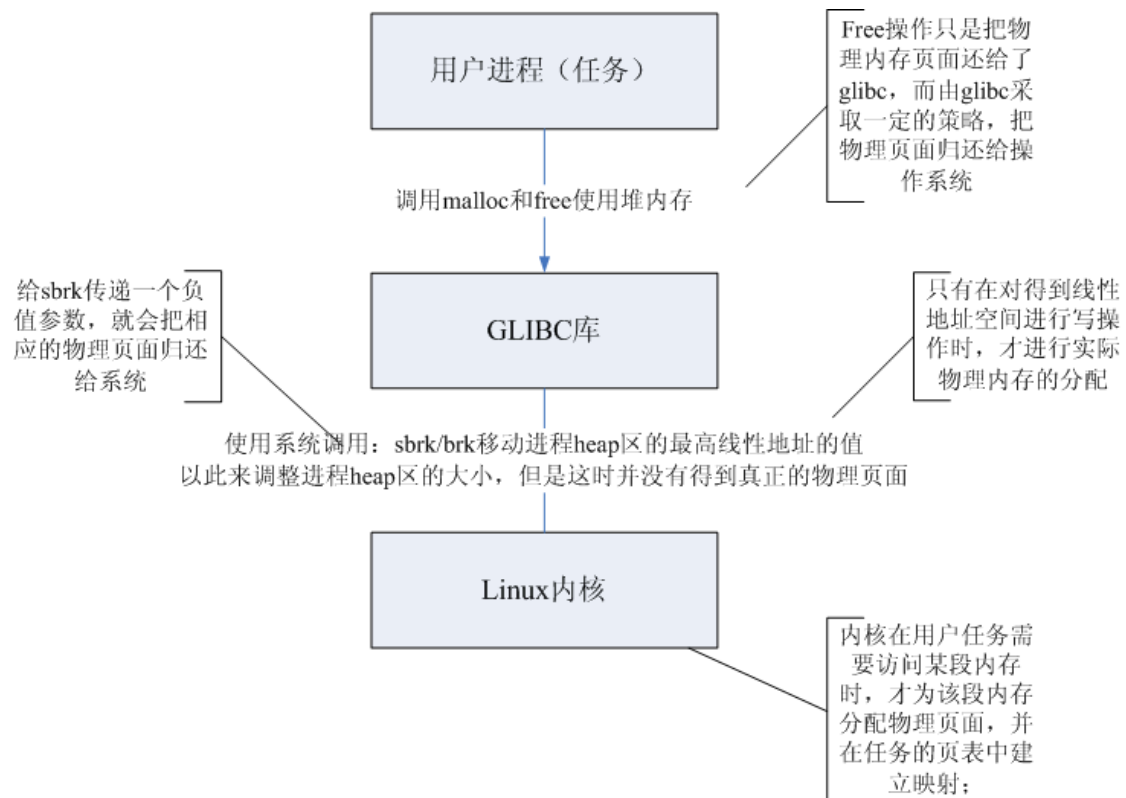 用户进程（任务）
Free操作只是把物
理内存页面还给了
glibc，而由glibc采
取一定的策略，把
物理页面归还给操
作系统
调用malloc和free使用堆内存
给sbrk传递一个负
值参数，就会把相
应的物理页面归还
给系统
GLIBC库
只有在对得到线性
地址空间进行写操
作时，才进行实际
物理内存的分配
使用系统调用：sbrk/brk移动进程heap区的最高线性地址的值
以此来调整进程heap区的大小，但是这时并没有得到真正的物理页面
Linux内核
内核在用户任务需
要访问某段内存
时，才为该段内存
分配物理页面，并
在任务的页表中建
立映射；